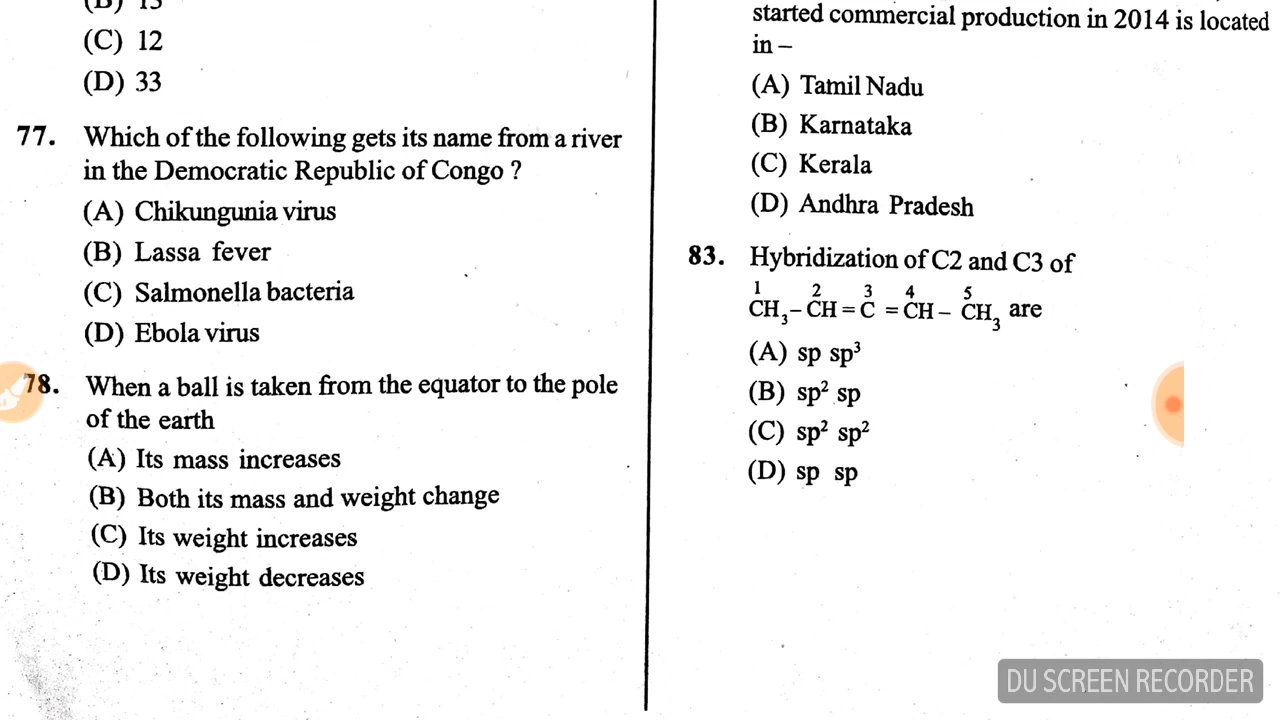 (B) 15
(C) 12
(D) 33
77. Which of the following gets its name from a river
in the Democratic Republic of Congo ?
(A) Chikungunia virus
(B) Lassa fever
(C) Salmonella bacteria
(D) Ebola virus
78. When a ball is taken from the equator to the pole
of the earth
(A) Its mass increases
(B) Both its mass and weight change
(C) Its weight increases
(D) Its weight decreases
started commercial production in 2014 is located
in –
(A) Tamil Nadu
(B) Karnataka
(C) Kerala
(D) Andhra Pradesh
83. Hybridization of C2 and C3 of
1 2 3 4 5
CH₃ – CH = C = CH – CH₃ are
(A) sp sp³
(B) sp² sp
(C) sp² sp²
(D) sp sp
DU SCREEN RECORDER